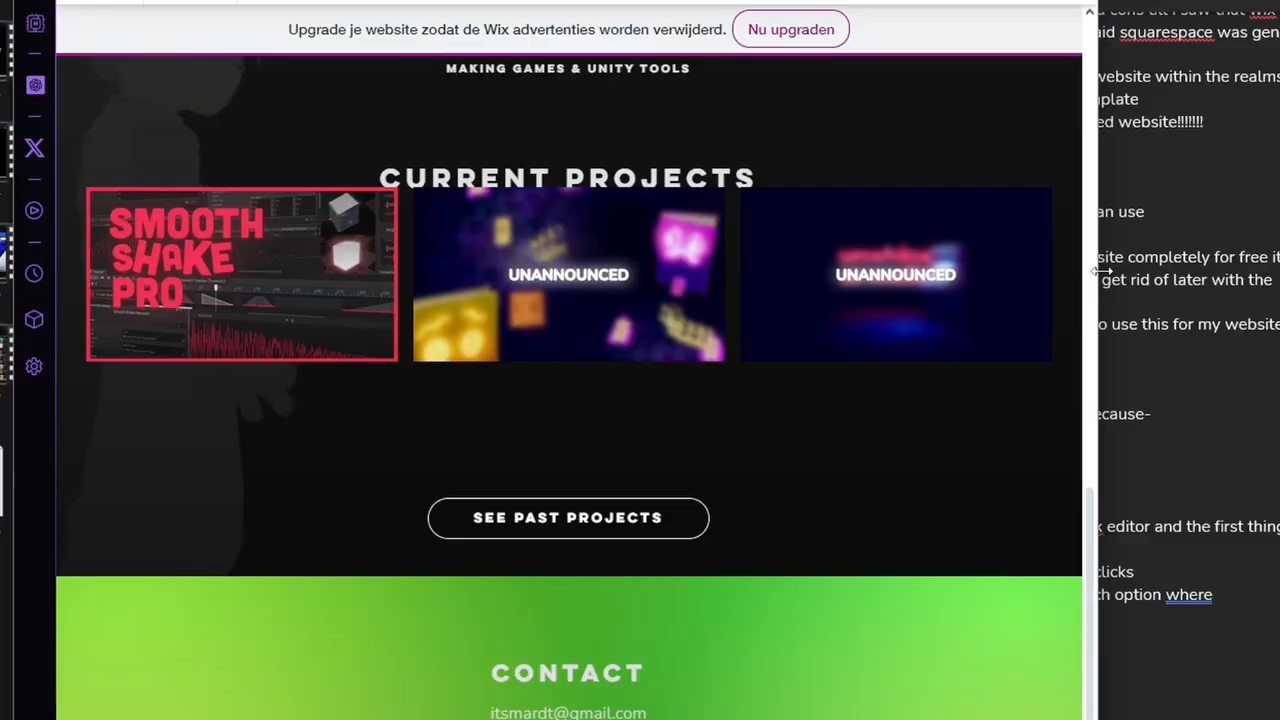 Upgrade je website zodat de Wix advertenties worden verwijderd.
Nu upgraden
MAKING GAMES & UNITY TOOLS
CURRENT PROJECTS
SMOOTH
SHAKE
PRO
UNANNOUNCED
UNANNOUNCED
SEE PAST PROJECTS
CONTACT
itsmardt@gmail.com
squarespace was gen
website within the realms
ed website!!!!!!!
an use
site completely for free it
get rid of later with the
o use this for my website
ecause-
editor and the first thing
clicks
option where